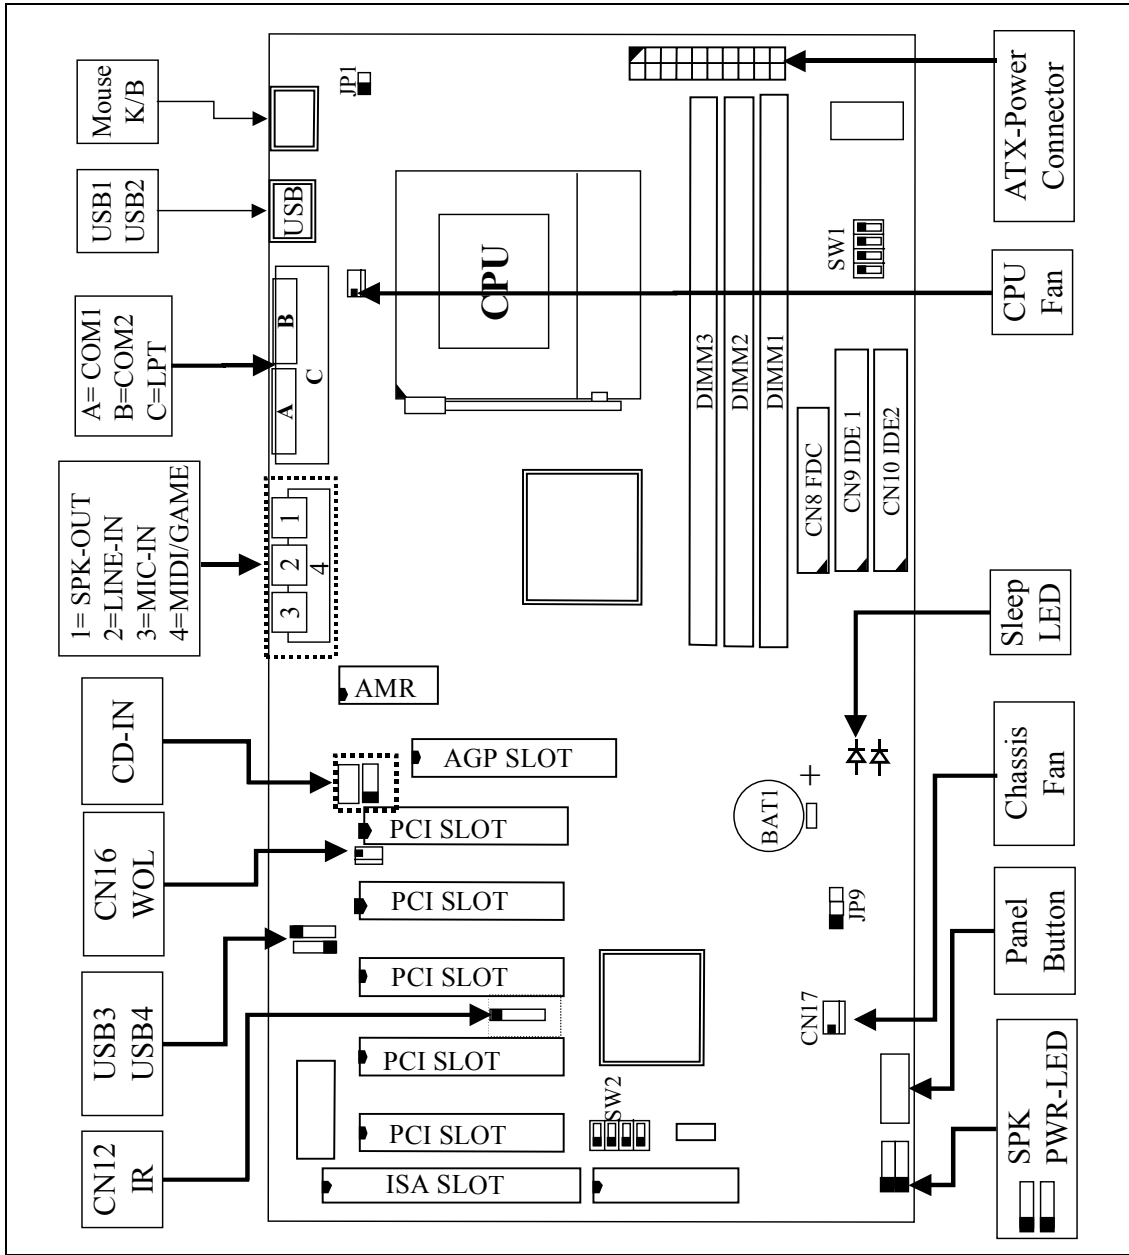 Mouse
K/B
USB1
USB2
A= COM1
B=COM2
C=LPT
1= SPK-OUT
2=LINE-IN
3=MIC-IN
4=MIDI/GAME
CD-IN
CN16
WOL
USB3
USB4
CN12
IR
JP1
USB
B
A
C
1
2
3
4
CPU
DIMM3
DIMM2
DIMM1
SW1
CN8 FDC
CN9 IDE 1
CN10 IDE2
AMR
AGP SLOT
PCI SLOT
PCI SLOT
PCI SLOT
PCI SLOT
PCI SLOT
ISA SLOT
BAT1
+
JP9
CN17
SW2
ATX-Power
Connector
CPU
Fan
Sleep
LED
Chassis
Fan
Panel
Button
SPK
PWR-LED